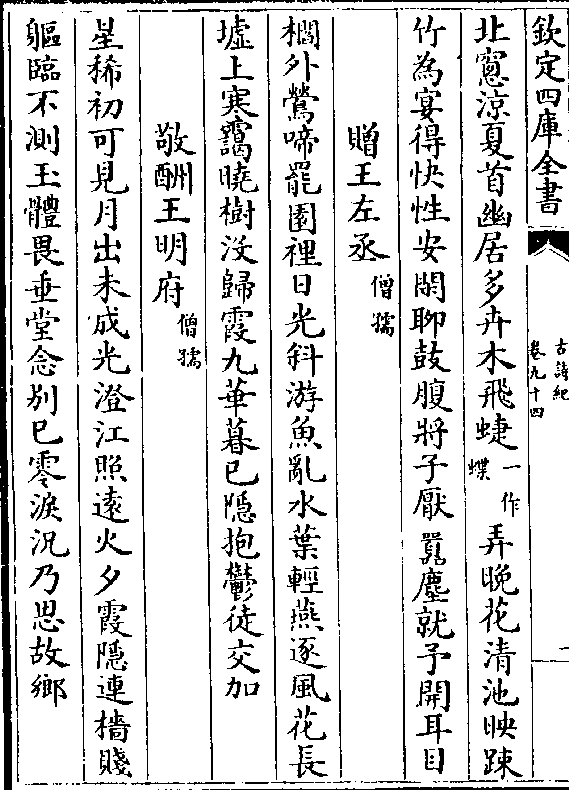 欽定四庫全書
古詩紀
卷九十四
一
北窻涼夏首幽居多卉木飛蜨一作蝶弄晚花清池映踈
竹為宴得快性安閑聊鼓腹將子厭嚣塵就予開耳目
贈王左丞僧孺
櫩外鶯啼罷園裡日光斜游魚亂水葉輕燕逐風花長
墟上寒靄曉樹沒歸霞九華暮已隱抱鬱徒交加
敬酬王明府僧孺
星稀初可見月出未成光澄江照遠火夕霞隱連檣賤
軀臨不測玉體畏垂堂念別已零淚況乃思故鄉